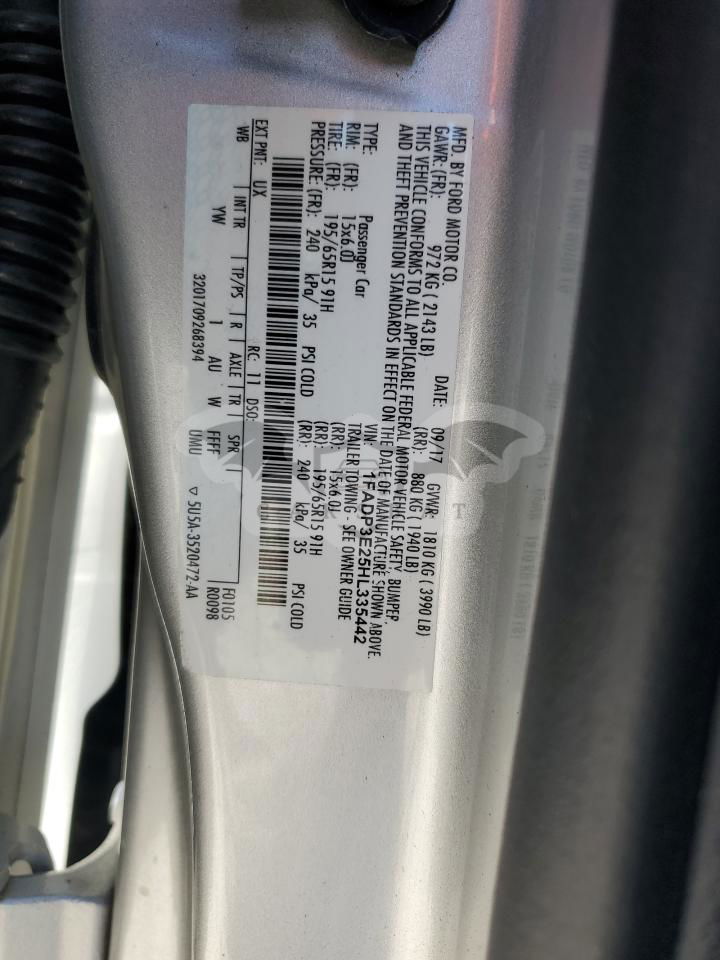 MFD. BY FORD MOTOR CO.
DATE: 09/17 GVWR: 1810 KG ( 3990 LB)
GAWR: (FR): 972 KG ( 2143 LB) (RR): 880 KG ( 1940 LB)
THIS VEHICLE CONFORMS TO ALL APPLICABLE FEDERAL MOTOR VEHICLE SAFETY, BUMPER,
AND THEFT PREVENTION STANDARDS IN EFFECT ON THE DATE OF MANUFACTURE SHOWN ABOVE.
VIN: 1FADP3E25HL335442
TYPE: Passenger Car TRAILER TOWING - SEE OWNER GUIDE
RIM: (FR): 15x6.0J (RR): 15x6.0J
TIRE: (FR): 195/65R15 91H (RR): 195/65R15 91H
PRESSURE: (FR): 240 kPa/ 35 PSI COLD (RR): 240 kPa/ 35 PSI COLD
EXT PNT: UX RC: 11 DSO: F0105
WB INT TR TP/PS R AXLE TR SPR R0098
YW 1 AU W FFFF
3201709268394 UMU ▽ 5U5A-3520472-AA